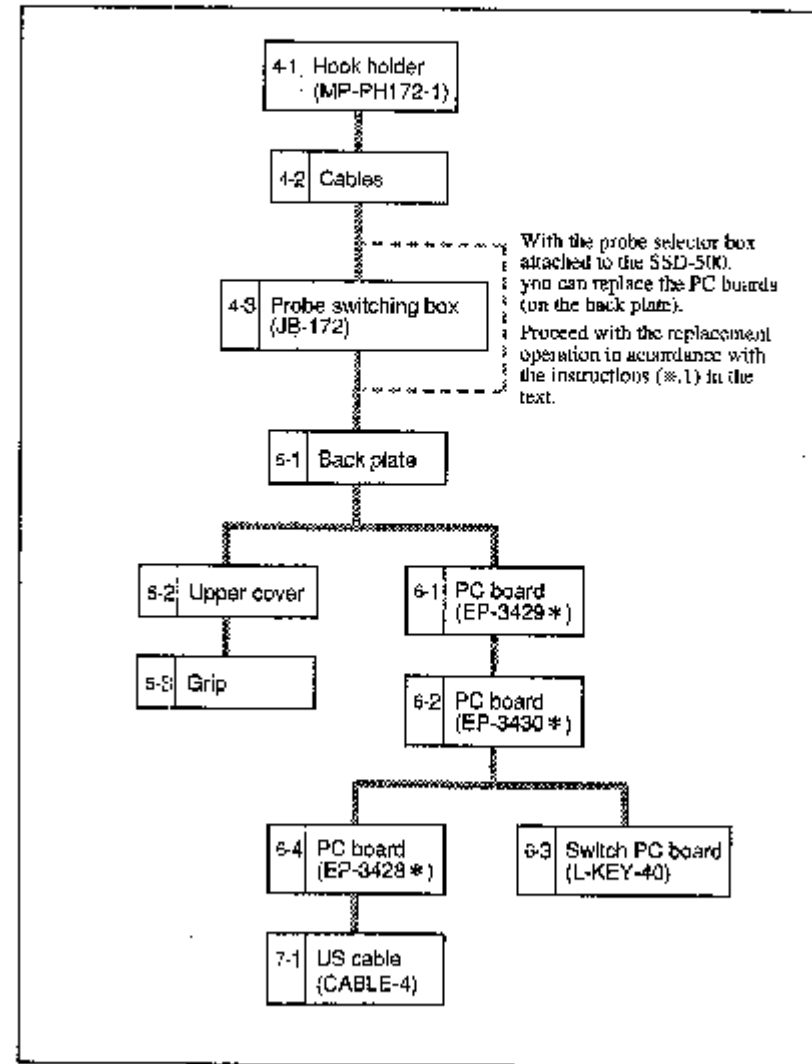 4-1. Hook holder
(MP-PH172-1)
4-2 Cables
With the probe selector box
attached to the SSD-500.
you can replace the PC boards
(on the back plate).
4-3 Probe switching box
(JB-172)
Proceed with the replacement
operation in accordance with
the instructions (※.1) in the
text.
5-1 Back plate
5-2 Upper cover
5-3 Grip
6-1 PC board
(EP-3429*)
6-2 PC board
(EP-3430*)
6-4 PC board
(EP-3428*)
6-3 Switch PC board
(L-KEY-40)
7-1 US cable
(CABLE-4)